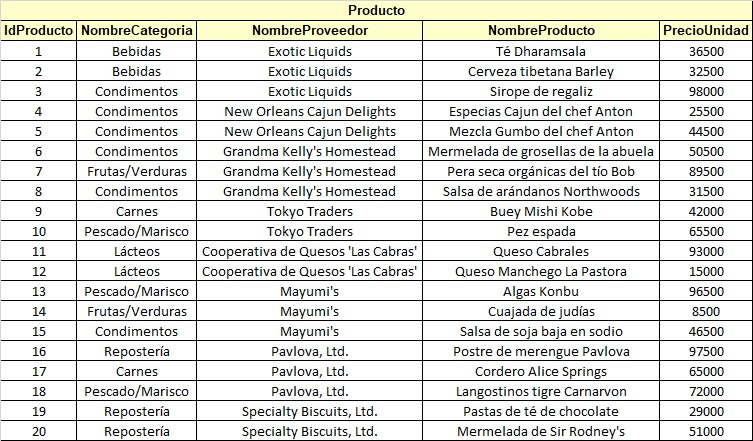 Producto
IdProducto NombreCategoria NombreProveedor NombreProducto PrecioUnidad
1 Bebidas Exotic Liquids Té Dharamsala 36500
2 Bebidas Exotic Liquids Cerveza tibetana Barley 32500
3 Condimentos Exotic Liquids Sirope de regaliz 98000
4 Condimentos New Orleans Cajun Delights Especias Cajun del chef Anton 25500
5 Condimentos New Orleans Cajun Delights Mezcla Gumbo del chef Anton 44500
6 Condimentos Grandma Kelly's Homestead Mermelada de grosellas de la abuela 50500
7 Frutas/Verduras Grandma Kelly's Homestead Pera seca orgánicas del tío Bob 89500
8 Condimentos Grandma Kelly's Homestead Salsa de arándanos Northwoods 31500
9 Carnes Tokyo Traders Buey Mishi Kobe 42000
10 Pescado/Marisco Tokyo Traders Pez espada 65500
11 Lácteos Cooperativa de Quesos 'Las Cabras' Queso Cabrales 93000
12 Lácteos Cooperativa de Quesos 'Las Cabras' Queso Manchego La Pastora 15000
13 Pescado/Marisco Mayumi's Algas Konbu 96500
14 Frutas/Verduras Mayumi's Cuajada de judías 8500
15 Condimentos Mayumi's Salsa de soja baja en sodio 46500
16 Repostería Pavlova, Ltd. Postre de merengue Pavlova 97500
17 Carnes Pavlova, Ltd. Cordero Alice Springs 65000
18 Pescado/Marisco Pavlova, Ltd. Langostinos tigre Carnarvon 72000
19 Repostería Specialty Biscuits, Ltd. Pastas de té de chocolate 29000
20 Repostería Specialty Biscuits, Ltd. Mermelada de Sir Rodney's 51000